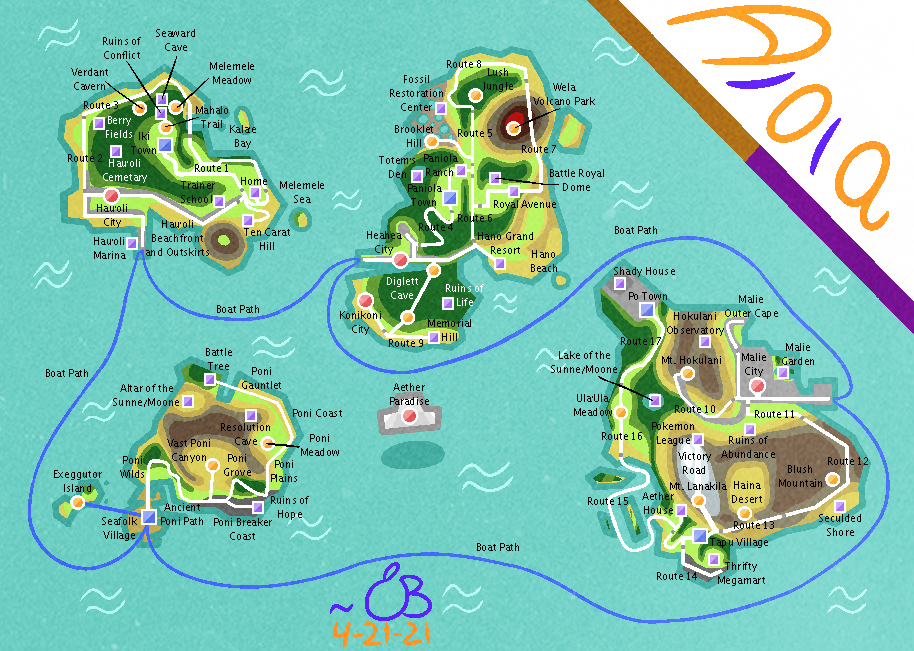 Alola
Ruins of
Conflict
Seaward
Cave
Verdant
Cavern
Melemele
Meadow
Route 3
Berry
Fields
Iki
Town
Mahalo
Trail
Kalae
Bay
Route 2
Hauoli
Cemetary
Route 1
Trainer
School
Home
Melemele
Sea
Hauoli
City
Hauoli
Marina
Hauoli
Beachfront
and Outskirts
Ten Carat
Hill
Boat Path
Route 8
Lush
Jungle
Fossil
Restoration
Center
Wela
Volcano Park
Brooklet
Hill
Route 5
Route 7
Totem's
Den
Paniola
Ranch
Paniola
Town
Battle Royal
Dome
Royal Avenue
Route 6
Route 4
Heahea
City
Hano Grand
Resort
Hano
Beach
Diglett
Cave
Ruins of
Life
Konikoni
City
Memorial
Hill
Route 9
Boat Path
Shady House
Po Town
Malie
Outer Cape
Hokulani
Observatory
Route 17
Mt. Hokulani
Malie
City
Malie
Garden
Lake of the
Sunne/Moone
Ula'Ula
Meadow
Route 10
Route 11
Pokemon
League
Ruins of
Abundance
Route 16
Victory
Road
Blush
Mountain
Route 12
Mt. Lanakila
Haina
Desert
Route 15
Aether
House
Route 13
Seculded
Shore
Tapu Village
Route 14
Thrifty
Megamart
Boat Path
Battle
Tree
Poni
Gauntlet
Altar of the
Sunne/Moone
Poni Coast
Resolution
Cave
Poni
Meadow
Vast Poni
Canyon
Poni
Grove
Poni
Plains
Poni
Wilds
Exeggutor
Island
Ancient
Poni Path
Ruins of
Hope
Poni Breaker
Coast
Seafolk
Village
Aether
Paradise
Boat Path
~EB
4-21-21